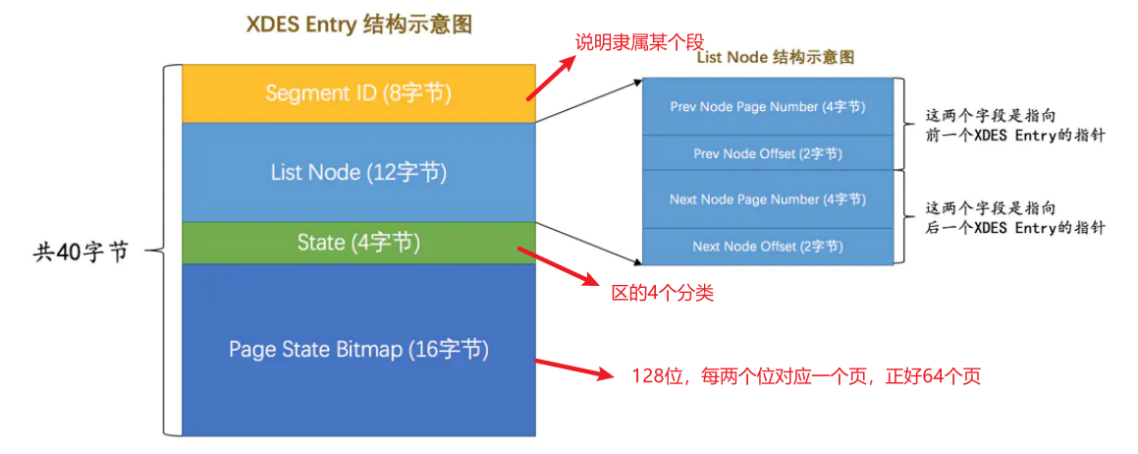 XDES Entry 结构示意图
说明隶属某个段
List Node 结构示意图
Segment ID (8字节)
List Node (12字节)
State (4字节)
Page State Bitmap (16字节)
共40字节
Prev Node Page Number (4字节)
Prev Node Offset (2字节)
Next Node Page Number (4字节)
Next Node Offset (2字节)
这两个字段是指向
前一个XDES Entry的指针
这两个字段是指向
后一个XDES Entry的指针
区的4个分类
128位，每两个位对应一个页，正好64个页